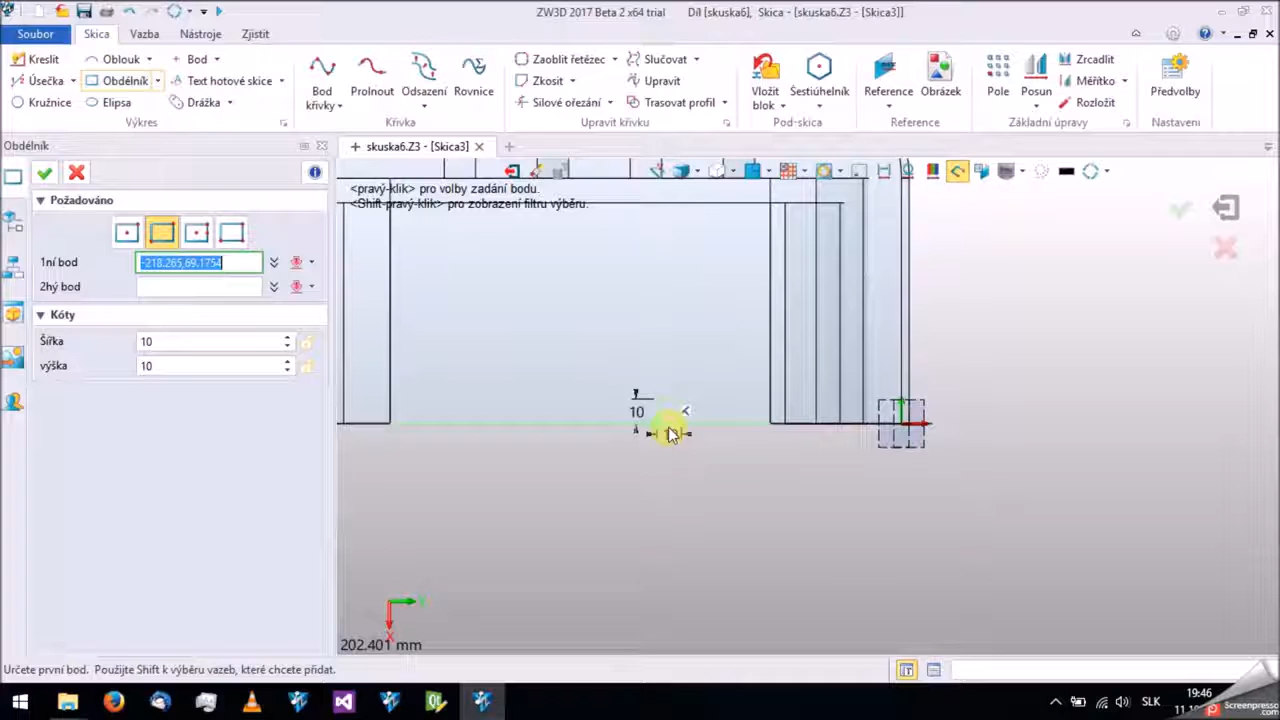 ZW3D 2017 Beta 2 x64 trial Díl [skuska6], Skica - [skuska6.Z3 - [Skica3]]
Soubor Skica Vazba Nástroje Zjistit
Kreslit Oblouk Bod
Úsečka Obdélník Text hotové skice
Kružnice Elipsa Drážka
Výkres
Bod křivky Prolnout Odsazení Rovnice
Křivka
Zaoblit řetězec Slučovat
Zkosit Upravit
Silové ořezání Trasovat profil
Upravit křivku
Vložit blok Šestiúhelník
Pod-skica
Reference Obrázek
Reference
Pole Posun
Zrcadlit
Měřítko
Rozložit
Základní úpravy
Předvolby
Nastaveni
Obdélník
skuska6.Z3 - [Skica3]
<pravý-klik> pro volby zadání bodu.
<Shift-pravý-klik> pro zobrazení filtru výběru.
Požadováno
1ní bod -218.265,69.1754
2hý bod
Kóty
Šířka 10
výška 10
10
X
202.401 mm
Určete první bod. Použijte Shift k výběru vazeb, které chcete přidat.
SLK
19:46
Screenpresso
.com